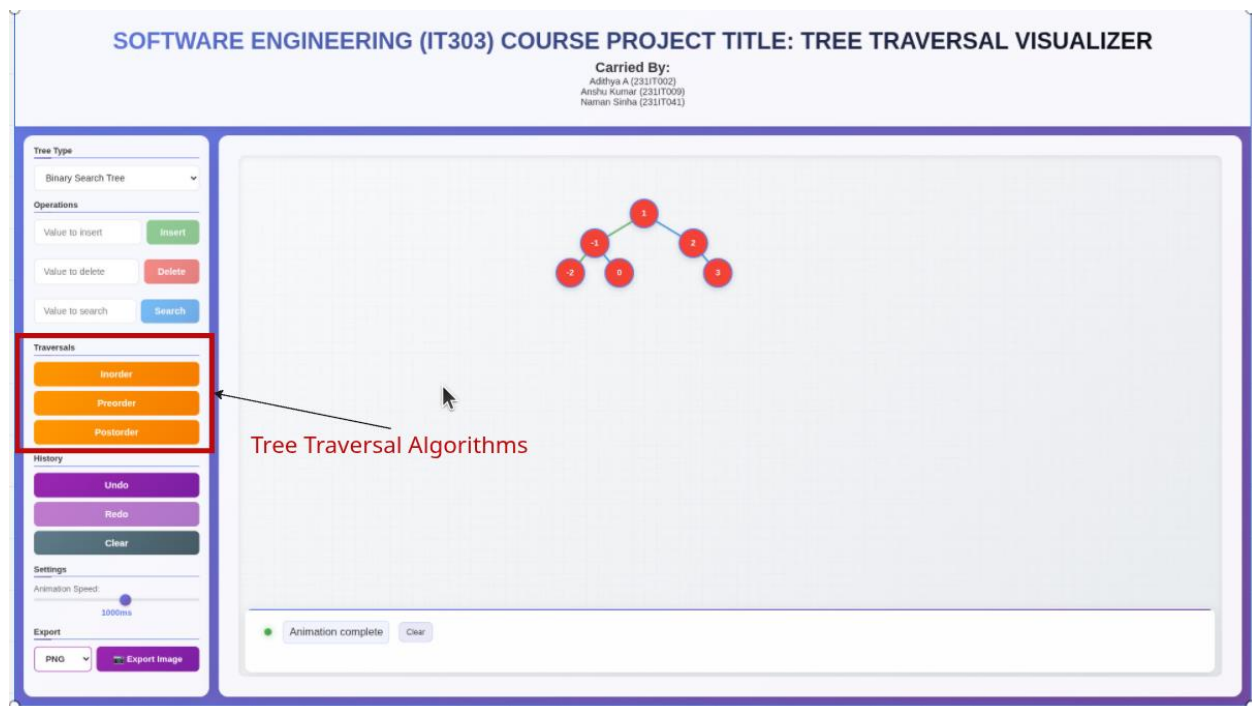 SOFTWARE ENGINEERING (IT303) COURSE PROJECT TITLE: TREE TRAVERSAL VISUALIZER
Carried By:
Adithya A (231IT002)
Anshu Kumar (231IT009)
Naman Sinha (231IT041)
Tree Type
Binary Search Tree
Operations
Value to insert
Insert
Value to delete
Delete
Value to search
Search
Traversals
Inorder
Preorder
Postorder
History
Undo
Redo
Clear
Settings
Animation Speed:
1000ms
Export
PNG
Export Image
1
-1
2
-2
0
3
Tree Traversal Algorithms
Animation complete
Clear